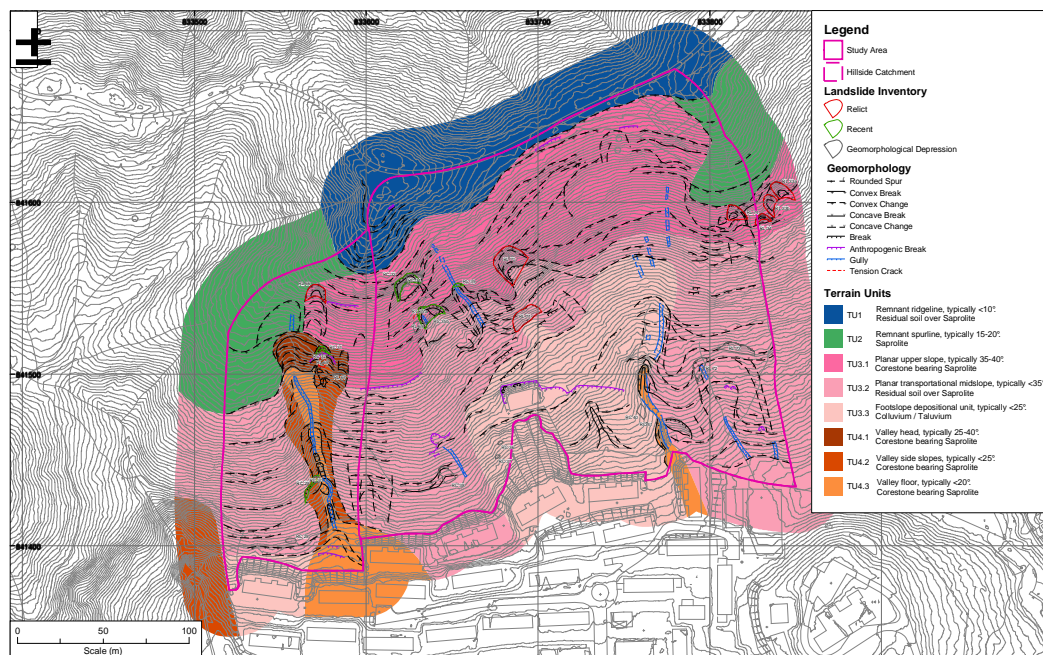 833500
833600
833700
833800
841600
841500
841400
0
50
100
Scale (m)
Legend
Study Area
Hillside Catchment
Landslide Inventory
Relict
Recent
Geomorphological Depression
Geomorphology
Rounded Spur
Convex Break
Convex Change
Concave Break
Concave Change
Break
Anthropogenic Break
Gully
Tension Crack
Terrain Units
TU1 Remnant ridgeline, typically <10°.
Residual soil over Saprolite
TU2 Remnant spurline, typically 15-20°.
Saprolite
TU3.1 Planar upper slope, typically 35-40°.
Corestone bearing Saprolite
TU3.2 Planar transportational midslope, typically <35°
Residual soil over Saprolite
TU3.3 Footslope depositional unit, typically <25°.
Colluvium / Taluvium
TU4.1 Valley head, typically 25-40°.
Corestone bearing Saprolite
TU4.2 Valley side slopes, typically <25°.
Corestone bearing Saprolite
TU4.3 Valley floor, typically <20°.
Corestone bearing Saprolite